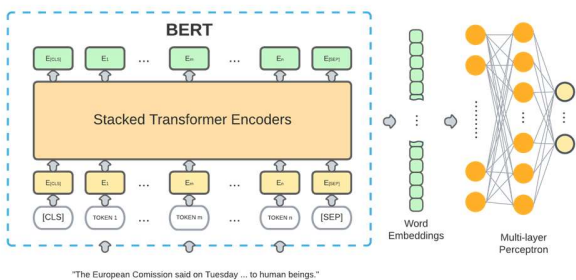 BERT
E[CLS] E1 ... Em ... En E[SEP]
Stacked Transformer Encoders
E[CLS] E1 ... Em ... En E[SEP]
[CLS] TOKEN 1 ... TOKEN m ... TOKEN n [SEP]
"The European Comission said on Tuesday ... to human beings."
Word
Embeddings
Multi-layer
Perceptron